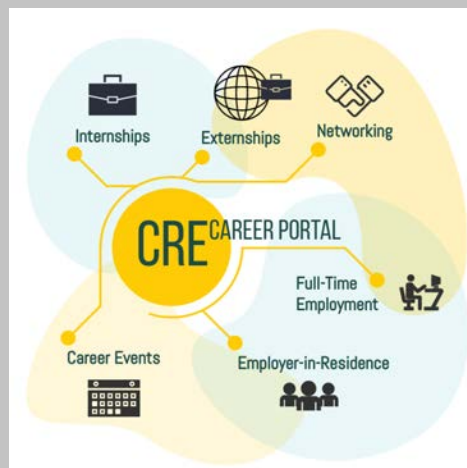 Internships
Externships
Networking
CRE CAREER PORTAL
Full-Time
Employment
Career Events
Employer-in-Residence